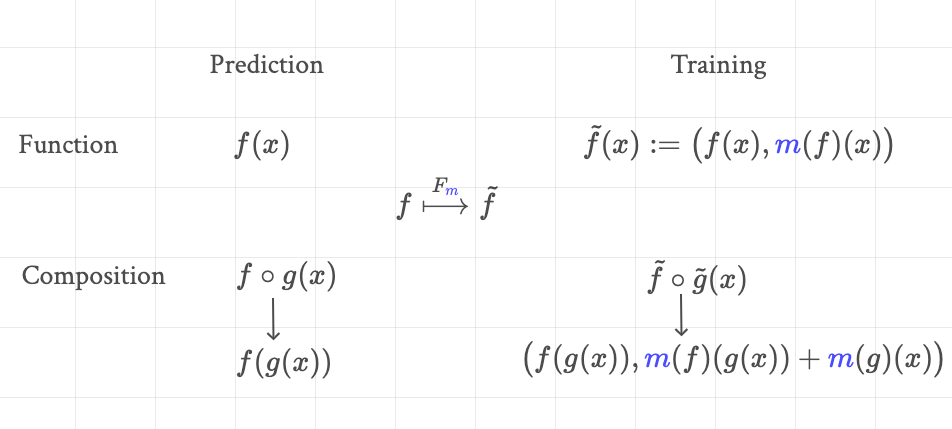 Prediction Training
Function f(x) f̃(x) := (f(x), m(f)(x))
f ⟼ f̃
F_m
Composition f ∘ g(x) f̃ ∘ g̃(x)
f(g(x)) (f(g(x)), m(f)(g(x)) + m(g)(x))